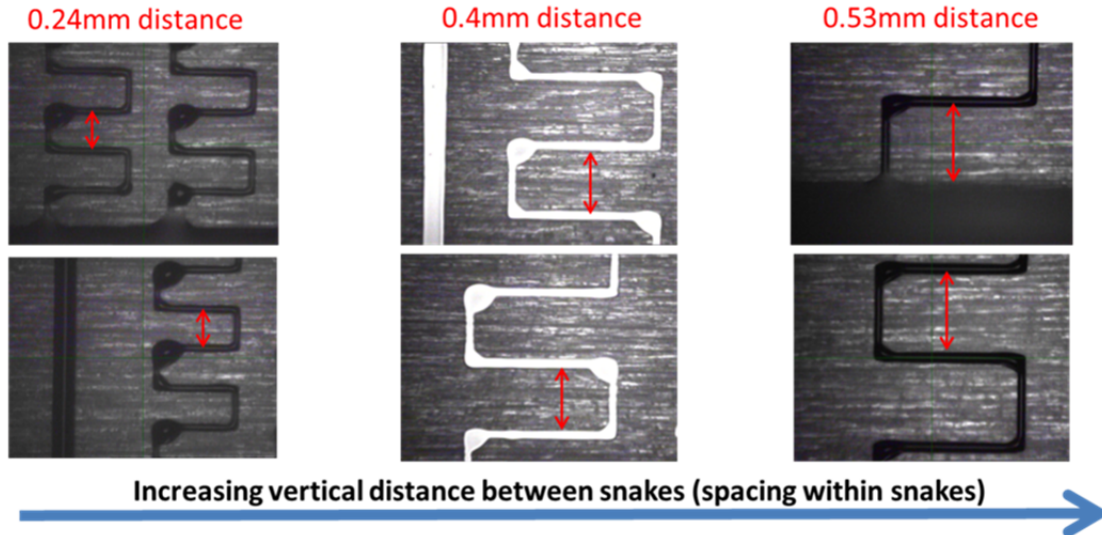 0.24mm distance
0.4mm distance
0.53mm distance
Increasing vertical distance between snakes (spacing within snakes)